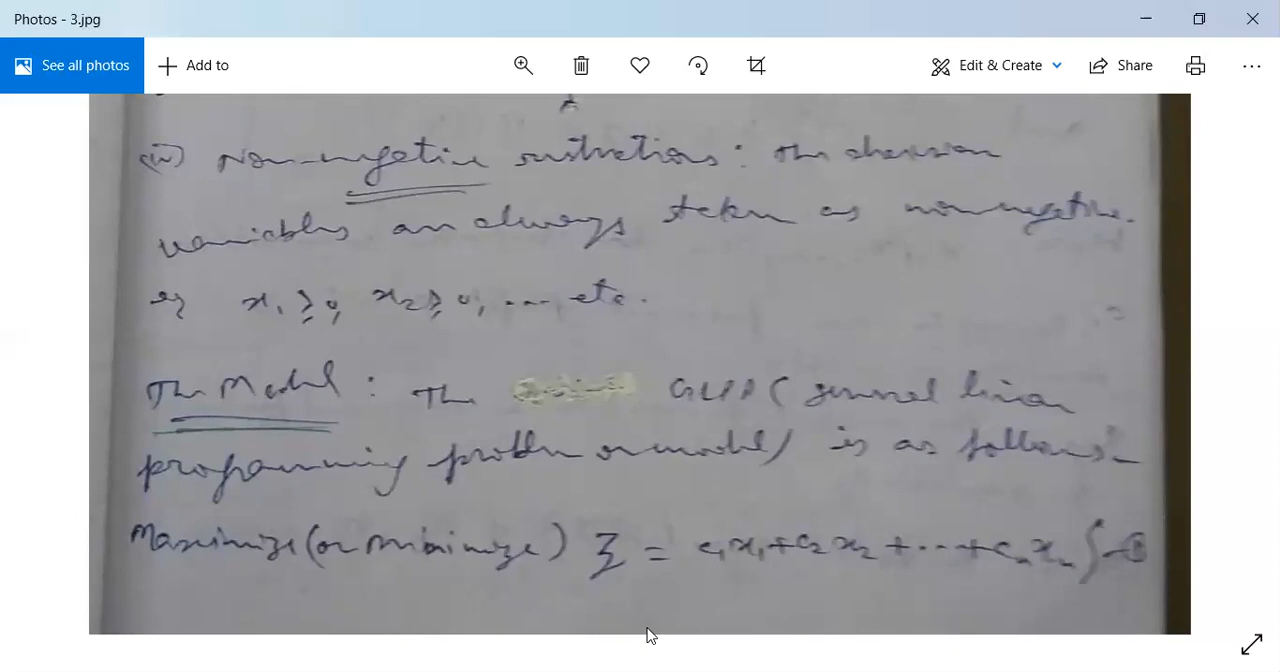 Photos - 3.jpg
See all photos
Add to
Edit & Create
Share
(iv) Non-negative restrictions : The decision
variables are always taken as non negative.
eg x₁ ≥ 0, x₂ ≥ 0, .... etc.
The Model : The GLPP ( general linear
programming problem or model) is as follows:-
Maximize (or Minimize) Z = c₁x₁ + c₂x₂ + ... + cₙxₙ } -①